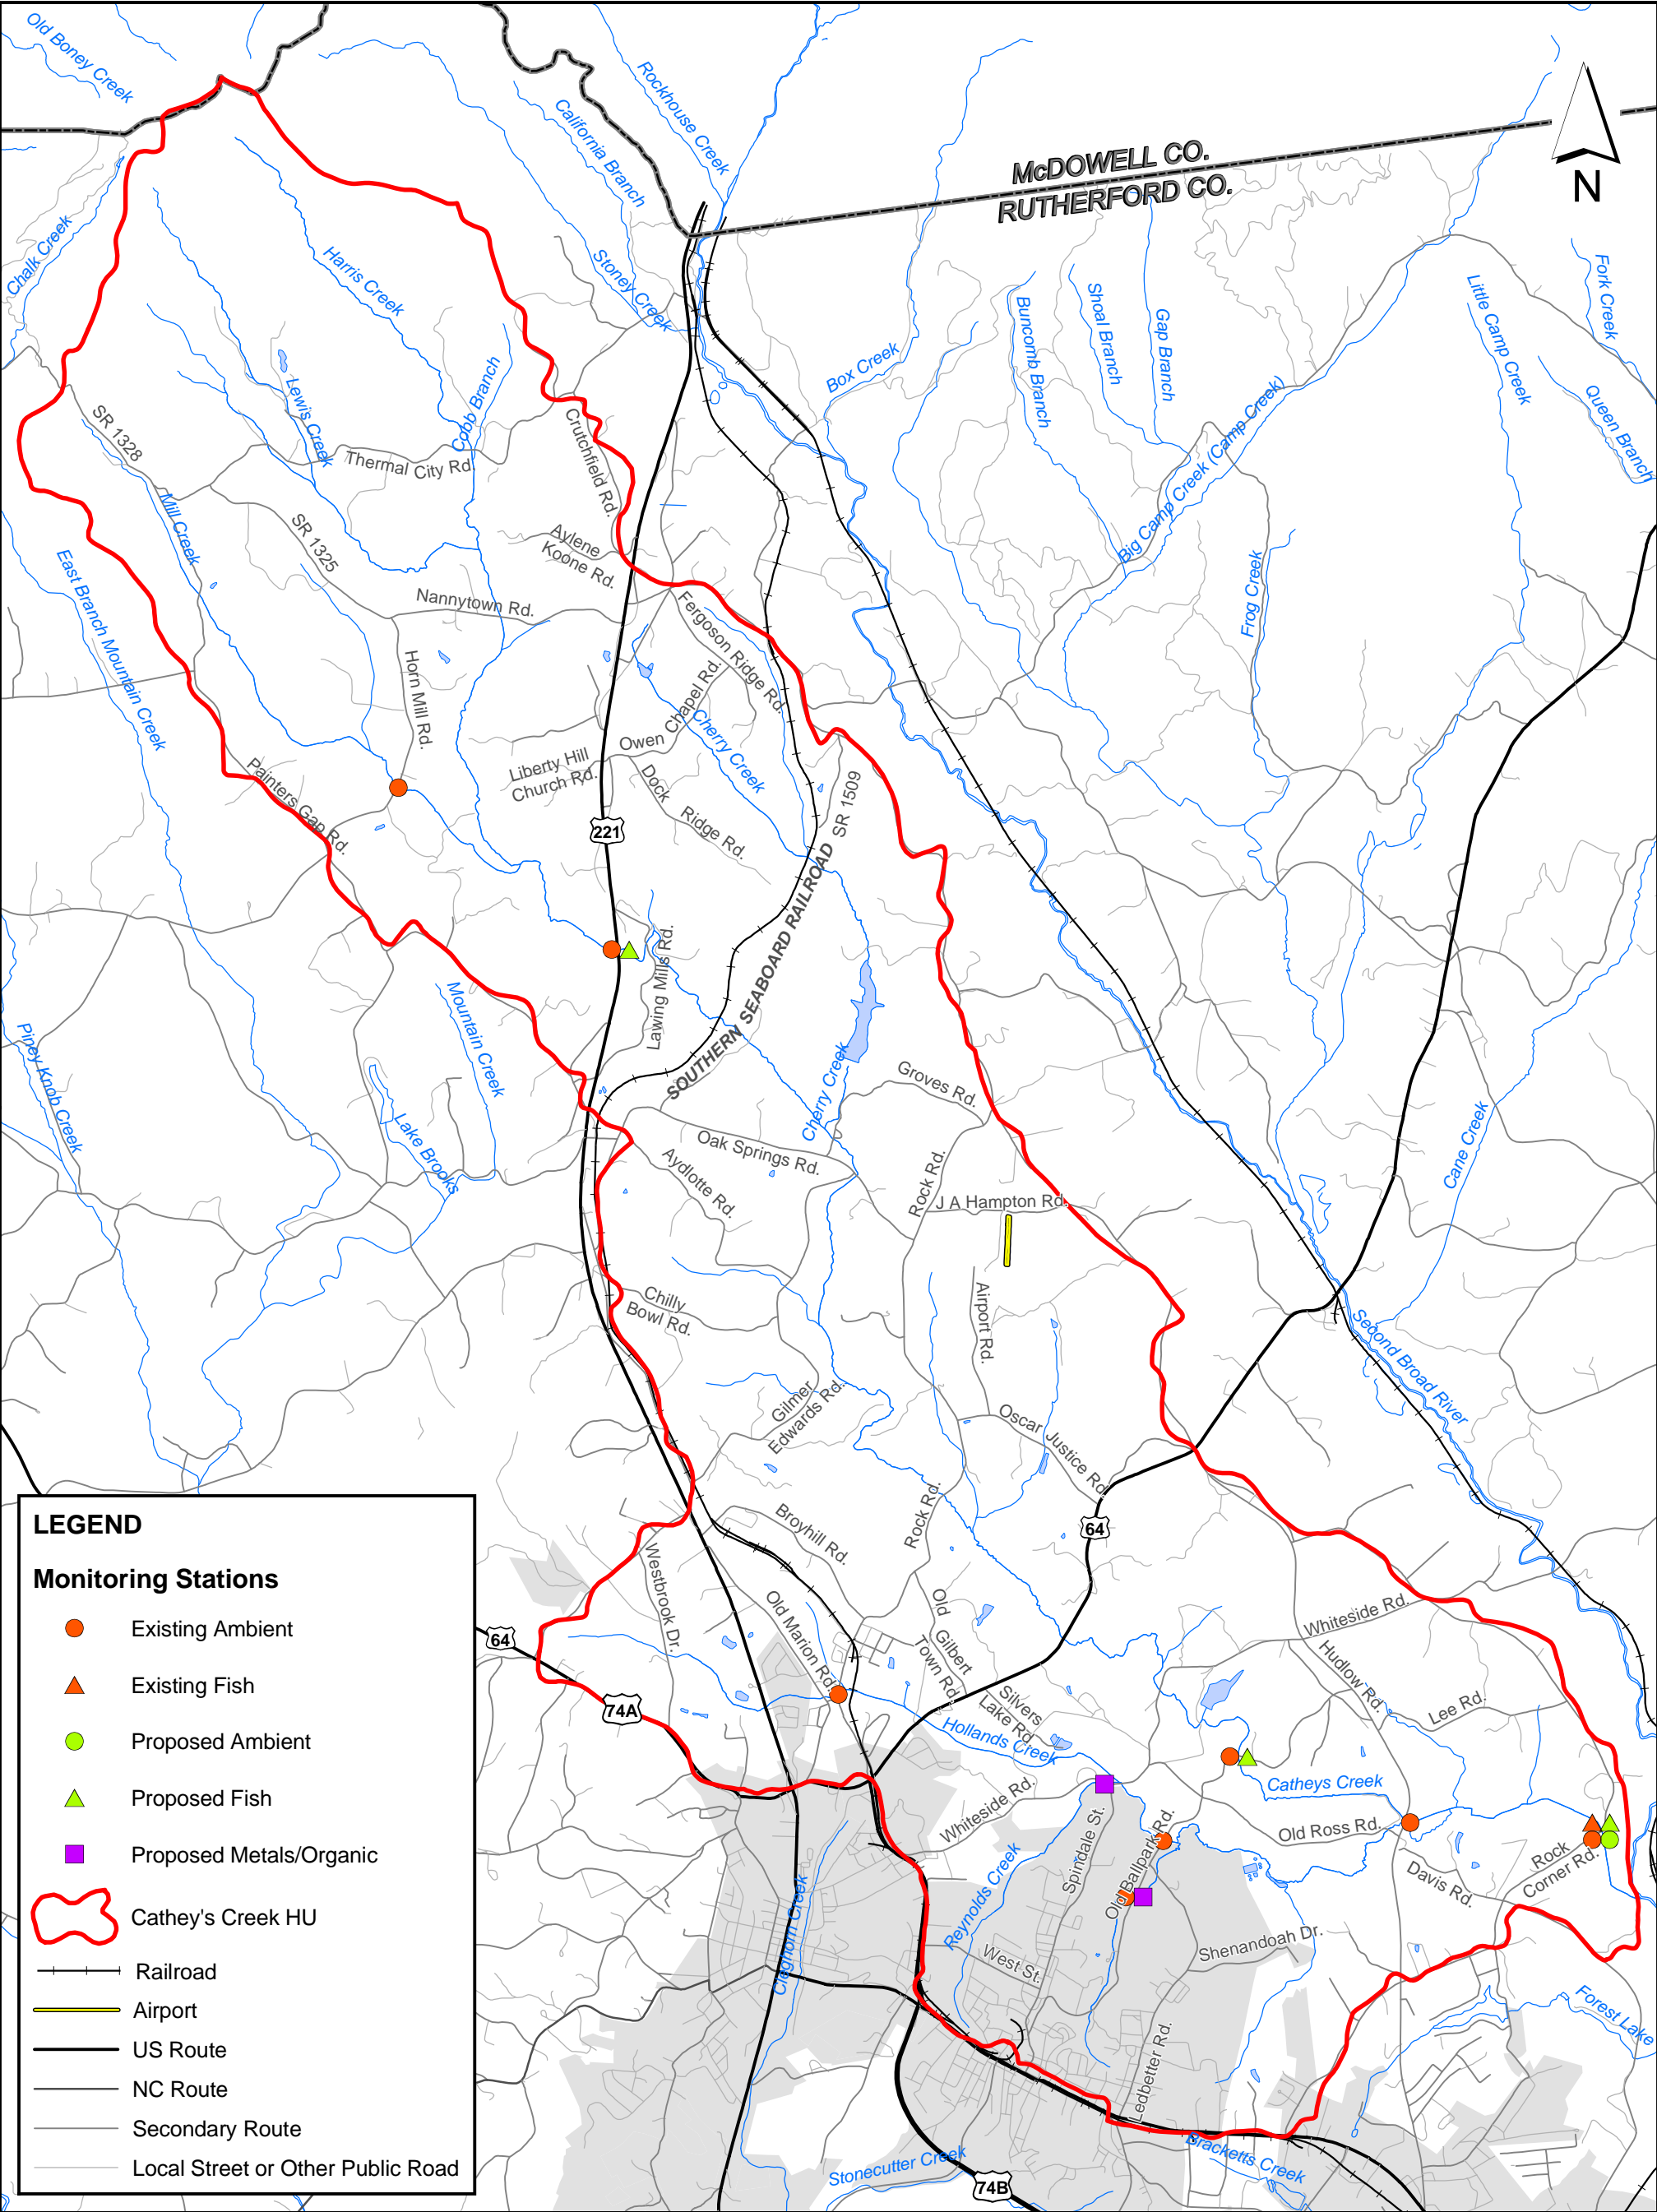 Old Boney Creek
Rockhouse Creek
California Branch
McDOWELL CO.
RUTHERFORD CO.
N
Chalk Creek
Harris Creek
Stoney Creek
Box Creek
Buncomb Branch
Shoal Branch
Gap Branch
Little Camp Creek
Fork Creek
Queen Branch
Big Camp Creek (Camp Creek)
SR 1328
Lewis Creek
Cobb Branch
Thermal City Rd.
Crutchfield Rd.
Mill Creek
SR 1325
Aylene
Koone Rd.
East Branch Mountain Creek
Nannytown Rd.
Fergoson Ridge Rd.
Frog Creek
Horn Mill Rd.
Owen Chapel Rd.
Cherry Creek
Liberty Hill
Church Rd.
Dock Ridge Rd.
Painters Gap Rd.
221
SR 1509
SOUTHERN SEABOARD RAILROAD
Lawing Mills Rd.
Mountain Creek
Piney Knob Creek
Lake Brooks
Cherry Creek
Groves Rd.
Oak Springs Rd.
Aydlotte Rd.
Rock Rd.
J A Hampton Rd.
Cane Creek
Airport Rd.
Chilly
Bowl Rd.
Second Broad River
Gilmer
Edwards Rd.
Oscar Justice Rd.
Rock Rd.
Broyhill Rd.
64
Westbrook Dr.
Old Marion Rd.
Old Gilbert
Town Rd.
Silvers
Lake Rd.
Whiteside Rd.
Hudlow Rd.
Lee Rd.
64
74A
Hollands Creek
Catheys Creek
Whiteside Rd.
Spindale St.
Old Ballpark Rd.
Old Ross Rd.
Davis Rd.
Rock
Corner Rd.
Reynolds Creek
Cleghorn Creek
West St.
Shenandoah Dr.
Forest Lake
Ledbetter Rd.
Bracketts Creek
Stonecutter Creek
74B
LEGEND
Monitoring Stations
Existing Ambient
Existing Fish
Proposed Ambient
Proposed Fish
Proposed Metals/Organic
Cathey's Creek HU
Railroad
Airport
US Route
NC Route
Secondary Route
Local Street or Other Public Road